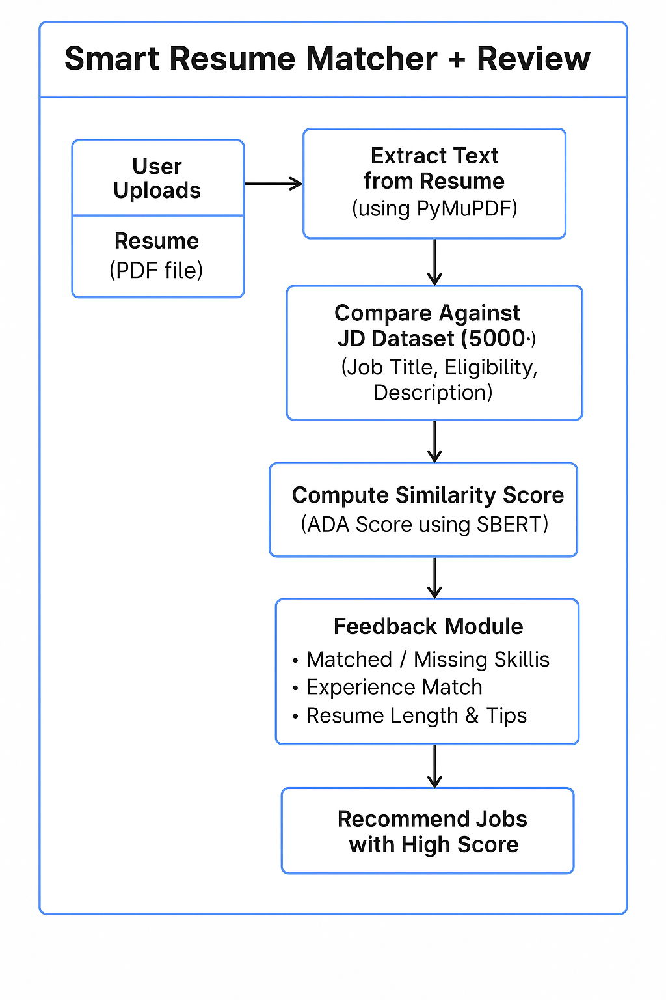 Smart Resume Matcher + Review
User
Uploads
Resume
(PDF file)
Extract Text
from Resume
(using PyMuPDF)
Compare Against
JD Dataset (5000·)
(Job Title, Eligibility,
Description)
Compute Similarity Score
(ADA Score using SBERT)
Feedback Module
• Matched / Missing Skillis
• Experience Match
• Resume Length & Tips
Recommend Jobs
with High Score